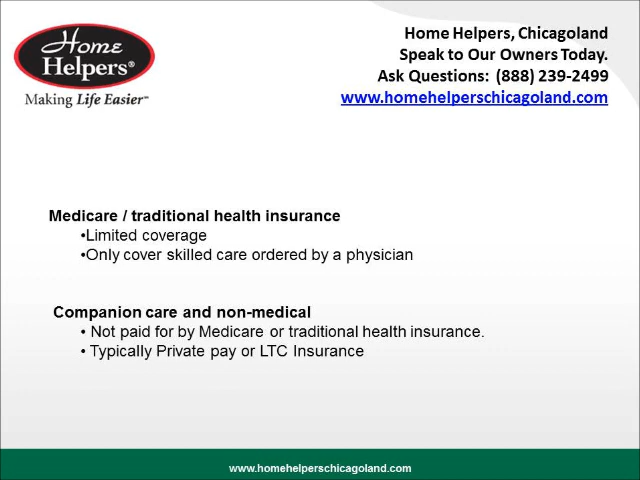 Home Helpers®
Making Life Easier™
Home Helpers, Chicagoland
Speak to Our Owners Today.
Ask Questions: (888) 239-2499
www.homehelperschicagoland.com
Medicare / traditional health insurance
•Limited coverage
•Only cover skilled care ordered by a physician
Companion care and non-medical
• Not paid for by Medicare or traditional health insurance.
• Typically Private pay or LTC Insurance
www.homehelperschicagoland.com